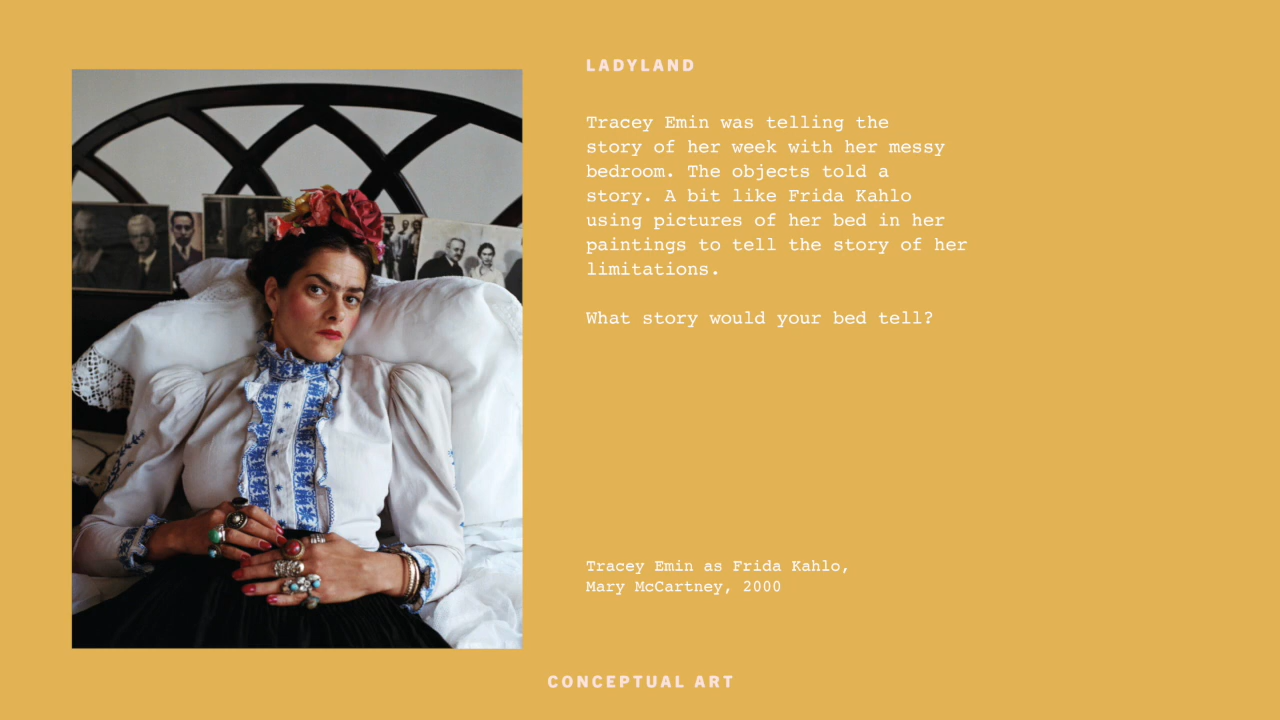 LADYLAND
Tracey Emin was telling the
story of her week with her messy
bedroom. The objects told a
story. A bit like Frida Kahlo
using pictures of her bed in her
paintings to tell the story of her
limitations.
What story would your bed tell?
Tracey Emin as Frida Kahlo,
Mary McCartney, 2000
CONCEPTUAL ART